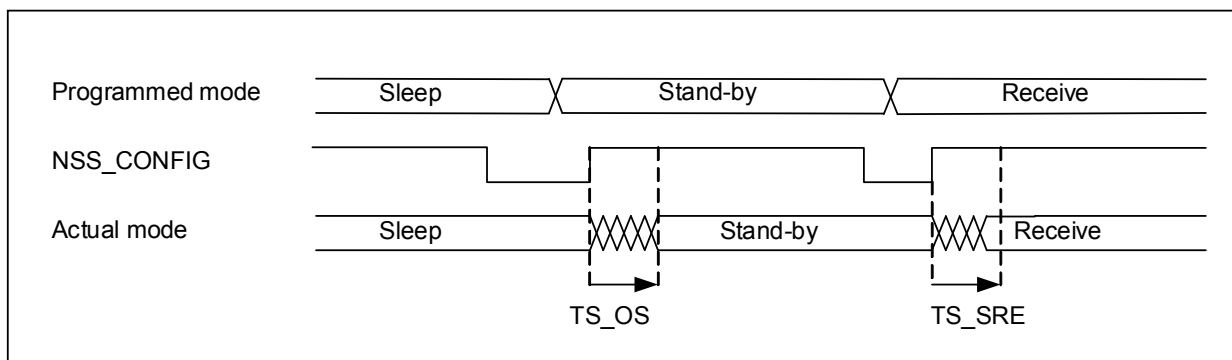 Programmed mode Sleep Stand-by Receive
NSS_CONFIG
Actual mode Sleep Stand-by Receive
TS_OS TS_SRE